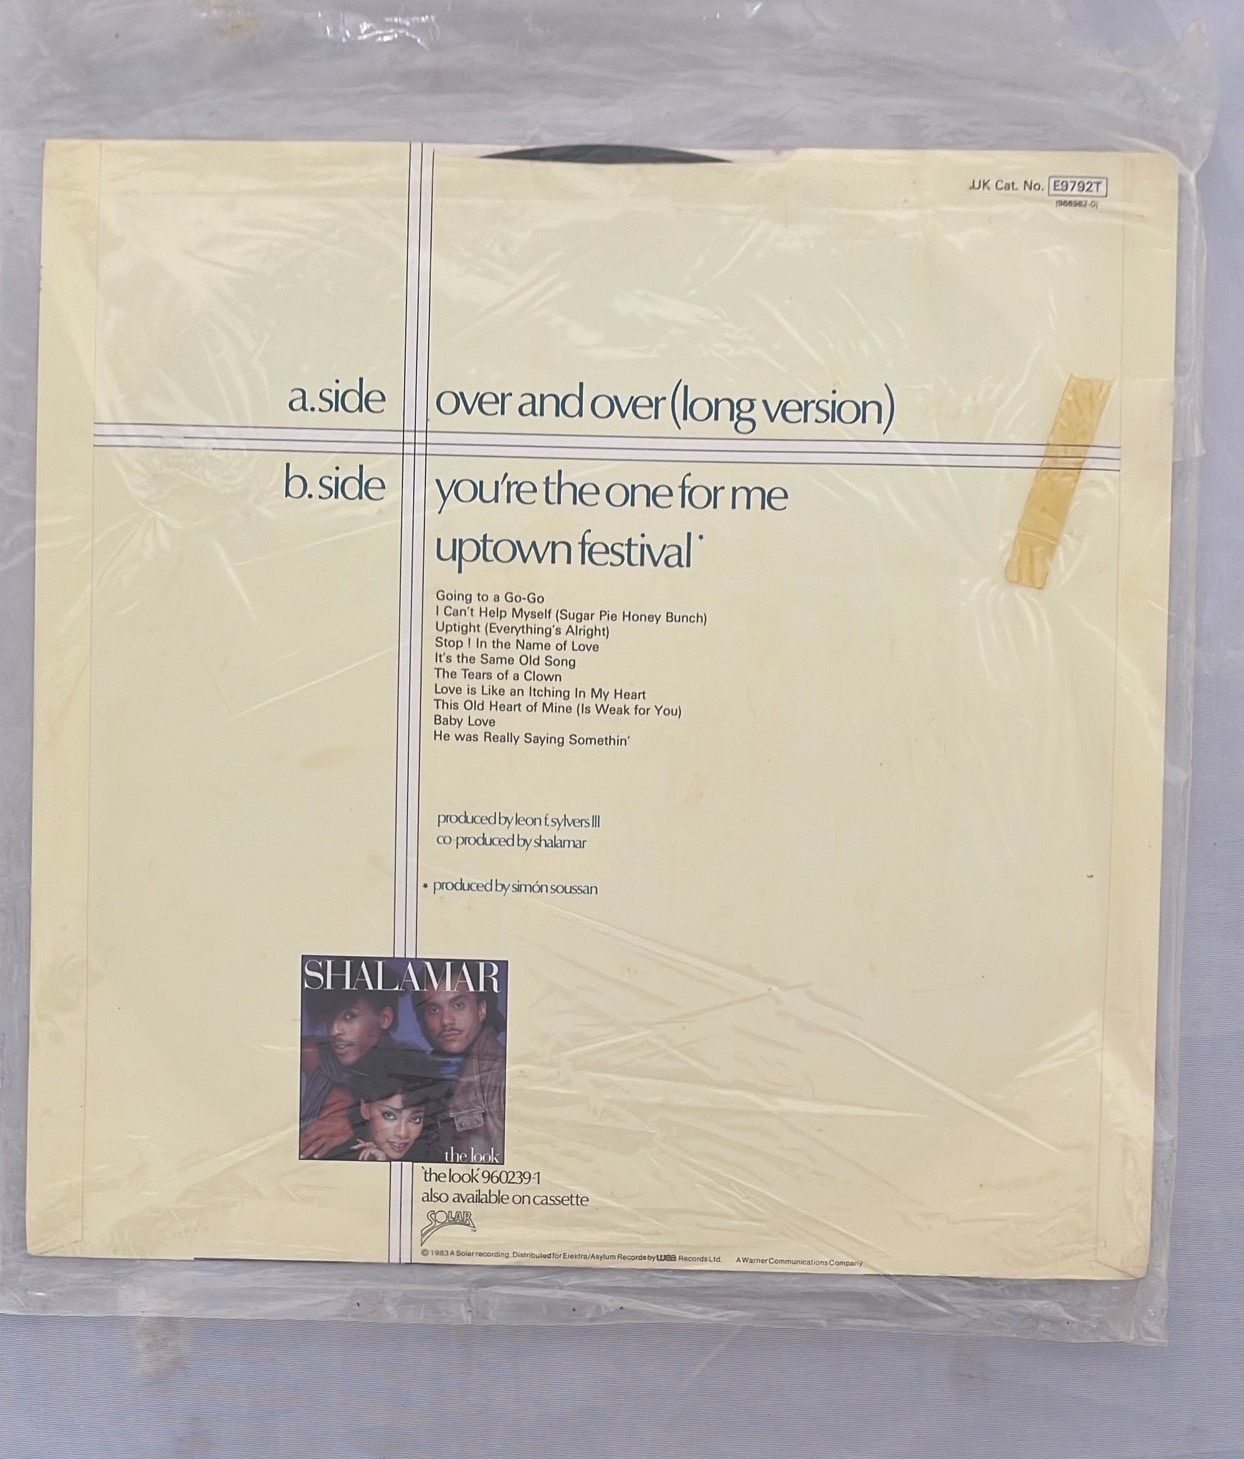 UK Cat. No. E9792T
(966982-0)
a.side over and over (long version)
b.side you're the one for me
uptown festival*
Going to a Go-Go
I Can't Help Myself (Sugar Pie Honey Bunch)
Uptight (Everything's Alright)
Stop ! In the Name of Love
It's the Same Old Song
The Tears of a Clown
Love is Like an Itching In My Heart
This Old Heart of Mine (Is Weak for You)
Baby Love
He was Really Saying Somethin'
produced by leon f. sylvers III
co-produced by shalamar
* produced by simón soussan
SHALAMAR
the look
'the look' 960239-1
also available on cassette
SOLAR
© 1983 A Solar recording. Distributed for Elektra/Asylum Records by wea Records Ltd. A Warner Communications Company